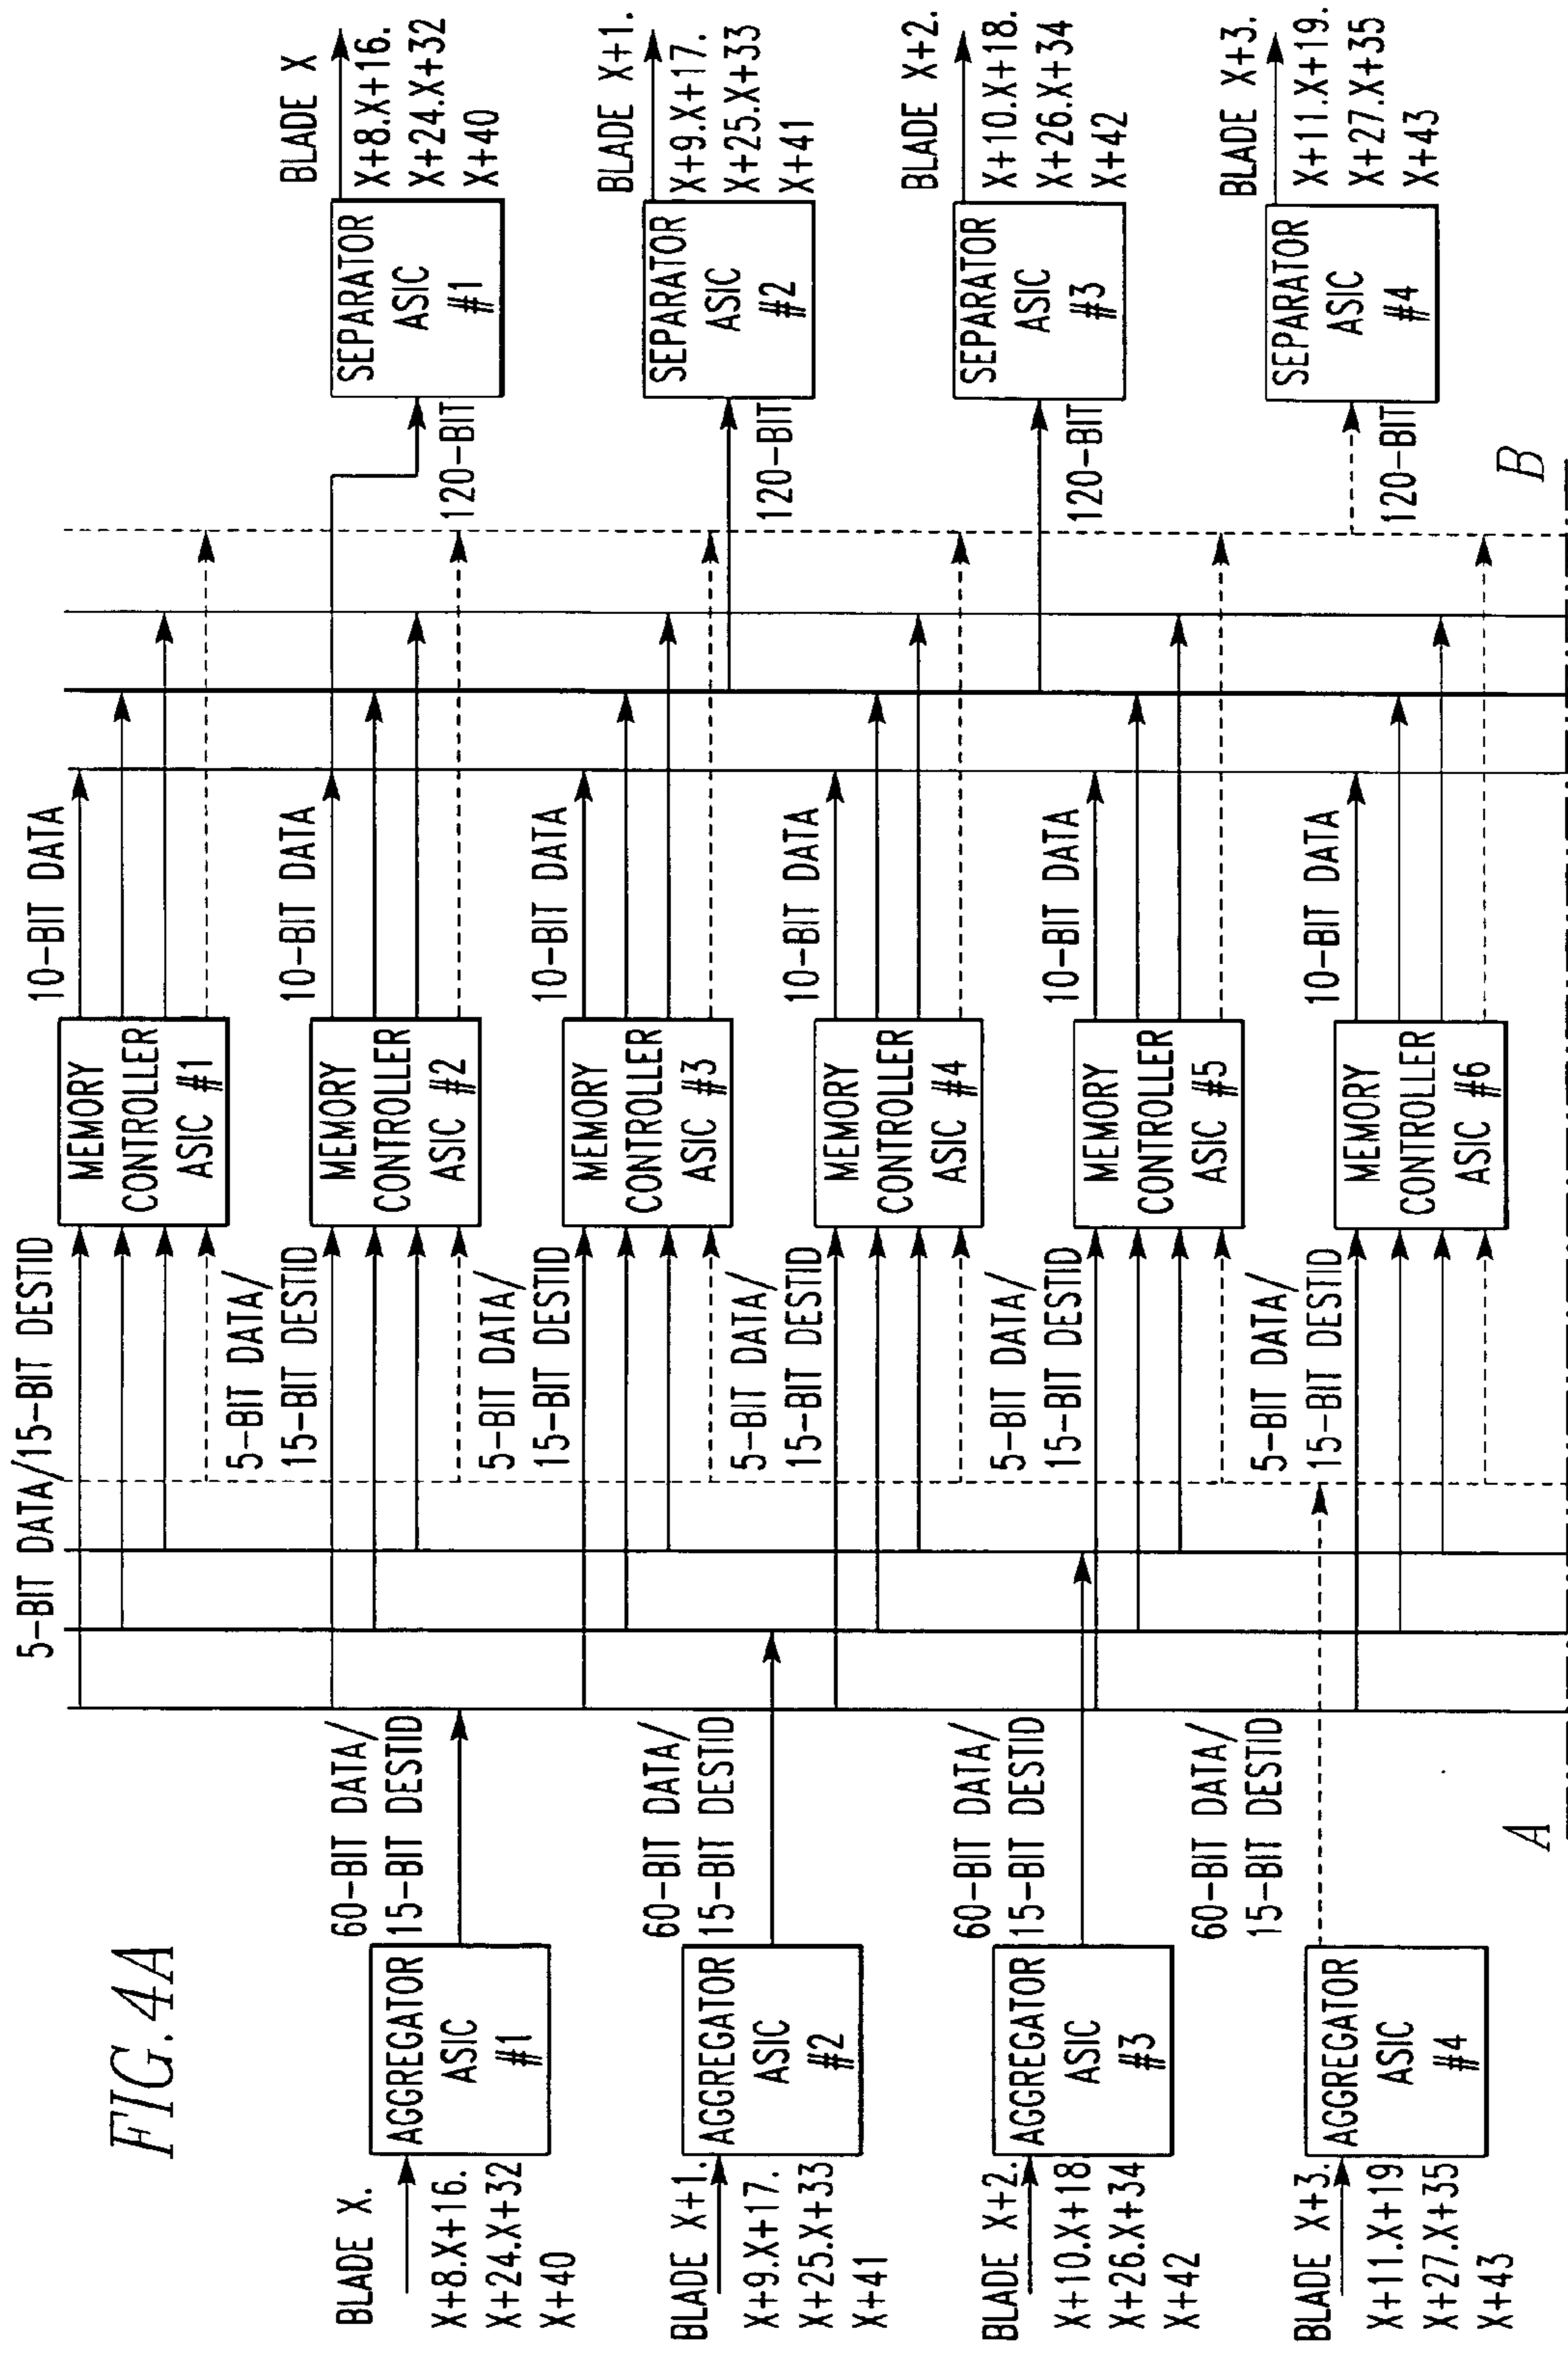 FIG. 4A
5-BIT DATA/15-BIT DESTID
BLADE X.
X+8.X+16.
X+24.X+32
X+40
AGGREGATOR
ASIC
#1
60-BIT DATA/
15-BIT DESTID
BLADE X+1.
X+9.X+17.
X+25.X+33
X+41
AGGREGATOR
ASIC
#2
60-BIT DATA/
15-BIT DESTID
BLADE X+2.
X+10.X+18
X+26.X+34
X+42
AGGREGATOR
ASIC
#3
60-BIT DATA/
15-BIT DESTID
BLADE X+3.
X+11.X+19
X+27.X+35
X+43
AGGREGATOR
ASIC
#4
60-BIT DATA/
15-BIT DESTID
MEMORY
CONTROLLER
ASIC #1
10-BIT DATA
5-BIT DATA/
15-BIT DESTID
MEMORY
CONTROLLER
ASIC #2
10-BIT DATA
5-BIT DATA/
15-BIT DESTID
MEMORY
CONTROLLER
ASIC #3
10-BIT DATA
5-BIT DATA/
15-BIT DESTID
MEMORY
CONTROLLER
ASIC #4
10-BIT DATA
5-BIT DATA/
15-BIT DESTID
MEMORY
CONTROLLER
ASIC #5
10-BIT DATA
5-BIT DATA/
15-BIT DESTID
MEMORY
CONTROLLER
ASIC #6
10-BIT DATA
BLADE X
X+8.X+16.
X+24.X+32
X+40
SEPARATOR
ASIC
#1
120-BIT
BLADE X+1.
X+9.X+17.
X+25.X+33
X+41
SEPARATOR
ASIC
#2
120-BIT
BLADE X+2.
X+10.X+18.
X+26.X+34
X+42
SEPARATOR
ASIC
#3
120-BIT
BLADE X+3.
X+11.X+19.
X+27.X+35
X+43
SEPARATOR
ASIC
#4
120-BIT
A
B